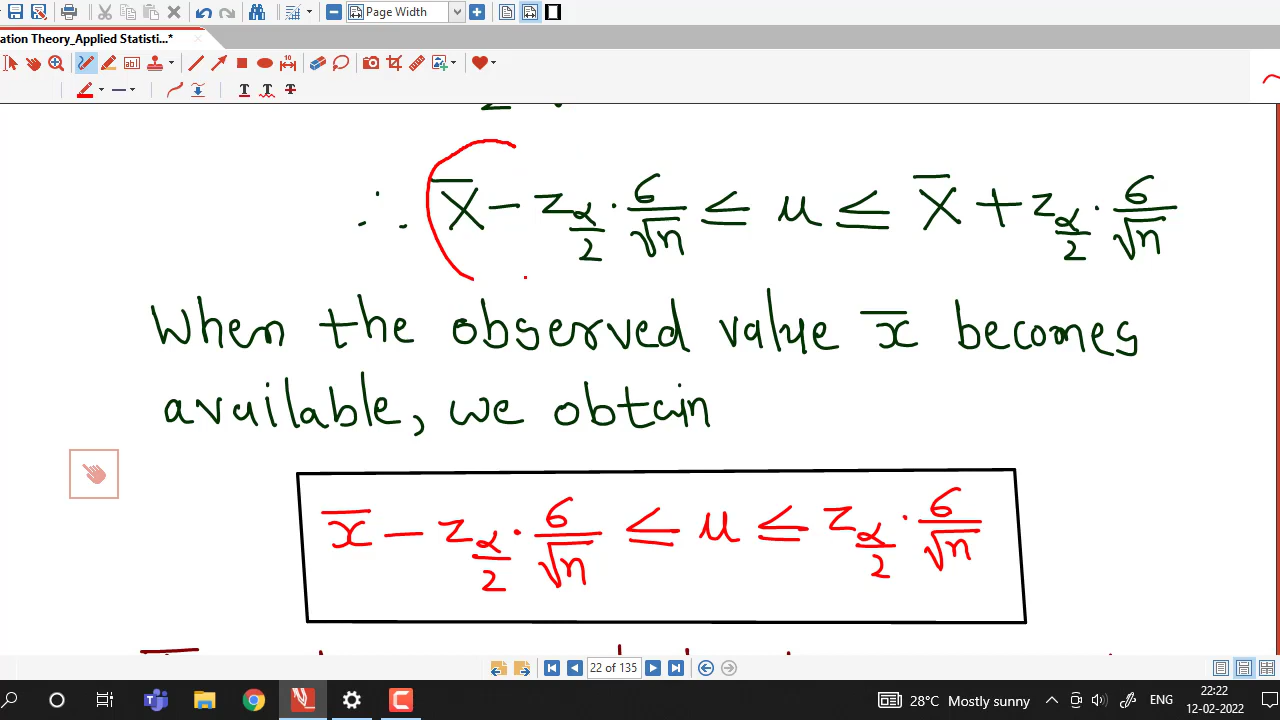 Page Width
ation Theory_Applied Statisti...*
∴ X̅ - z_{α/2} · σ/√n ≤ μ ≤ X̅ + z_{α/2} · σ/√n
When the observed value x̅ becomes
available, we obtain
x̅ - z_{α/2} · σ/√n ≤ μ ≤ z_{α/2} · σ/√n
22 of 135
28°C Mostly sunny
ENG
22:22
12-02-2022